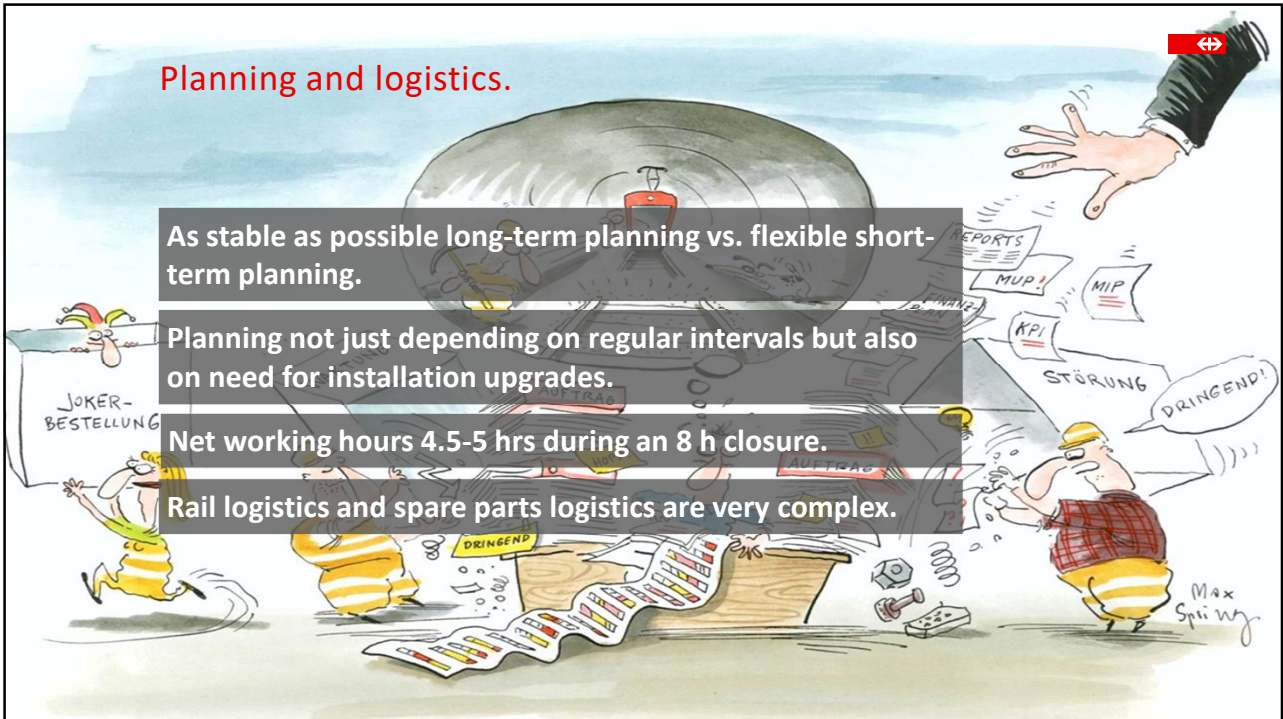 Planning and logistics.
As stable as possible long-term planning vs. flexible short-
term planning.
Planning not just depending on regular intervals but also
on need for installation upgrades.
Net working hours 4.5-5 hrs during an 8 h closure.
Rail logistics and spare parts logistics are very complex.
REPORTS
MUP!
MIP
FINANZ-
PLAN
KPI
STÖRUNG
DRINGEND!
JOKER-
BESTELLUNG
AUFTRAG
AUFTRAG
DRINGEND
Max
Spring